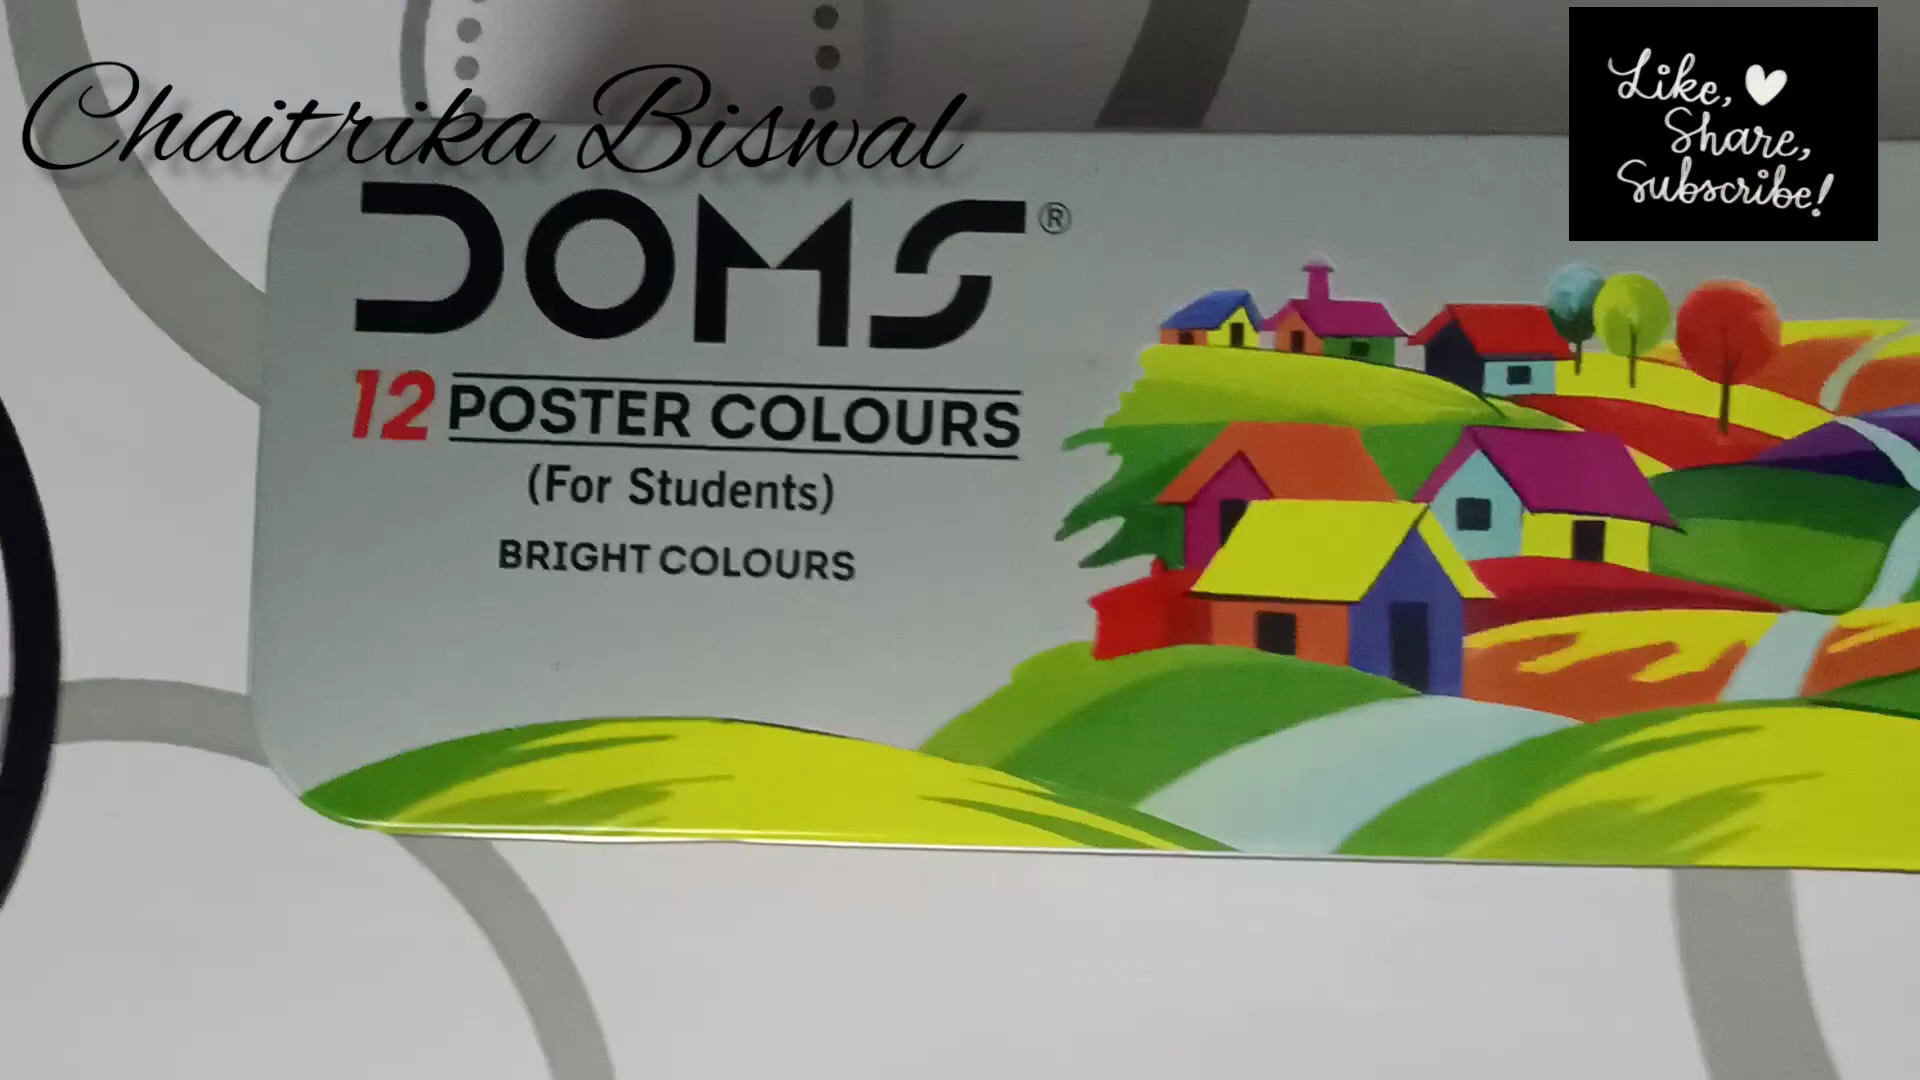 Chaitrika Biswal
Like,
Share,
Subscribe!
DOMS®
12 POSTER COLOURS
(For Students)
BRIGHT COLOURS